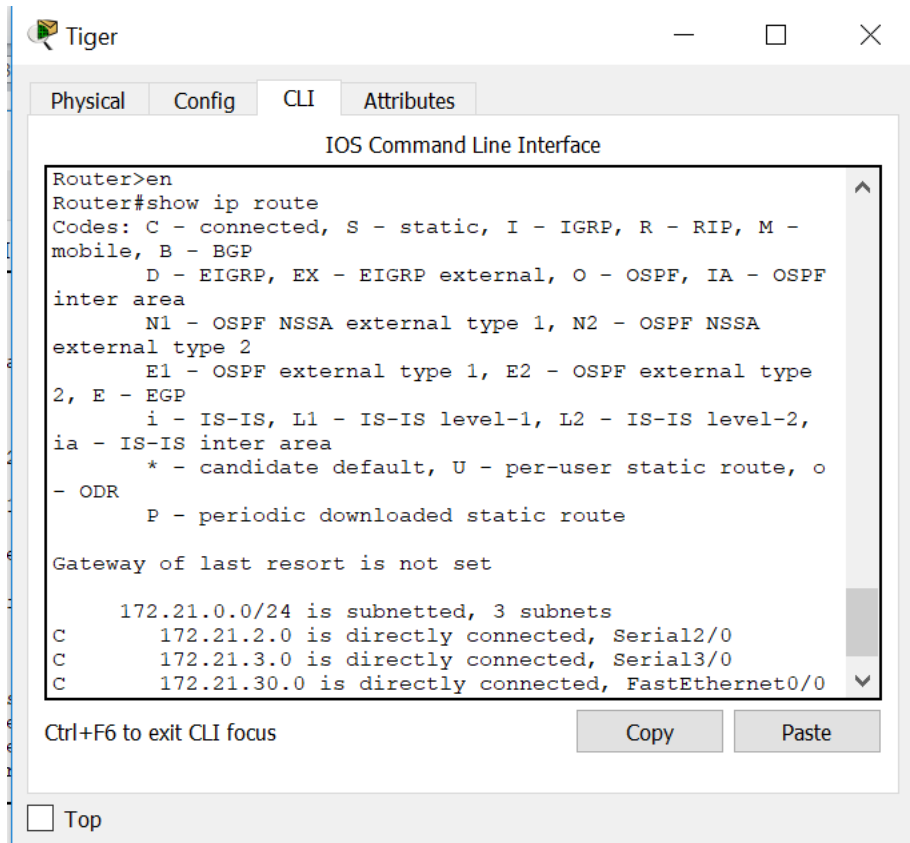 Tiger
Physical Config CLI Attributes
IOS Command Line Interface
Router>en
Router#show ip route
Codes: C - connected, S - static, I - IGRP, R - RIP, M -
mobile, B - BGP
D - EIGRP, EX - EIGRP external, O - OSPF, IA - OSPF
inter area
N1 - OSPF NSSA external type 1, N2 - OSPF NSSA
external type 2
E1 - OSPF external type 1, E2 - OSPF external type
2, E - EGP
i - IS-IS, L1 - IS-IS level-1, L2 - IS-IS level-2,
ia - IS-IS inter area
* - candidate default, U - per-user static route, o
- ODR
P - periodic downloaded static route
Gateway of last resort is not set
172.21.0.0/24 is subnetted, 3 subnets
C 172.21.2.0 is directly connected, Serial2/0
C 172.21.3.0 is directly connected, Serial3/0
C 172.21.30.0 is directly connected, FastEthernet0/0
Ctrl+F6 to exit CLI focus
Copy Paste
Top